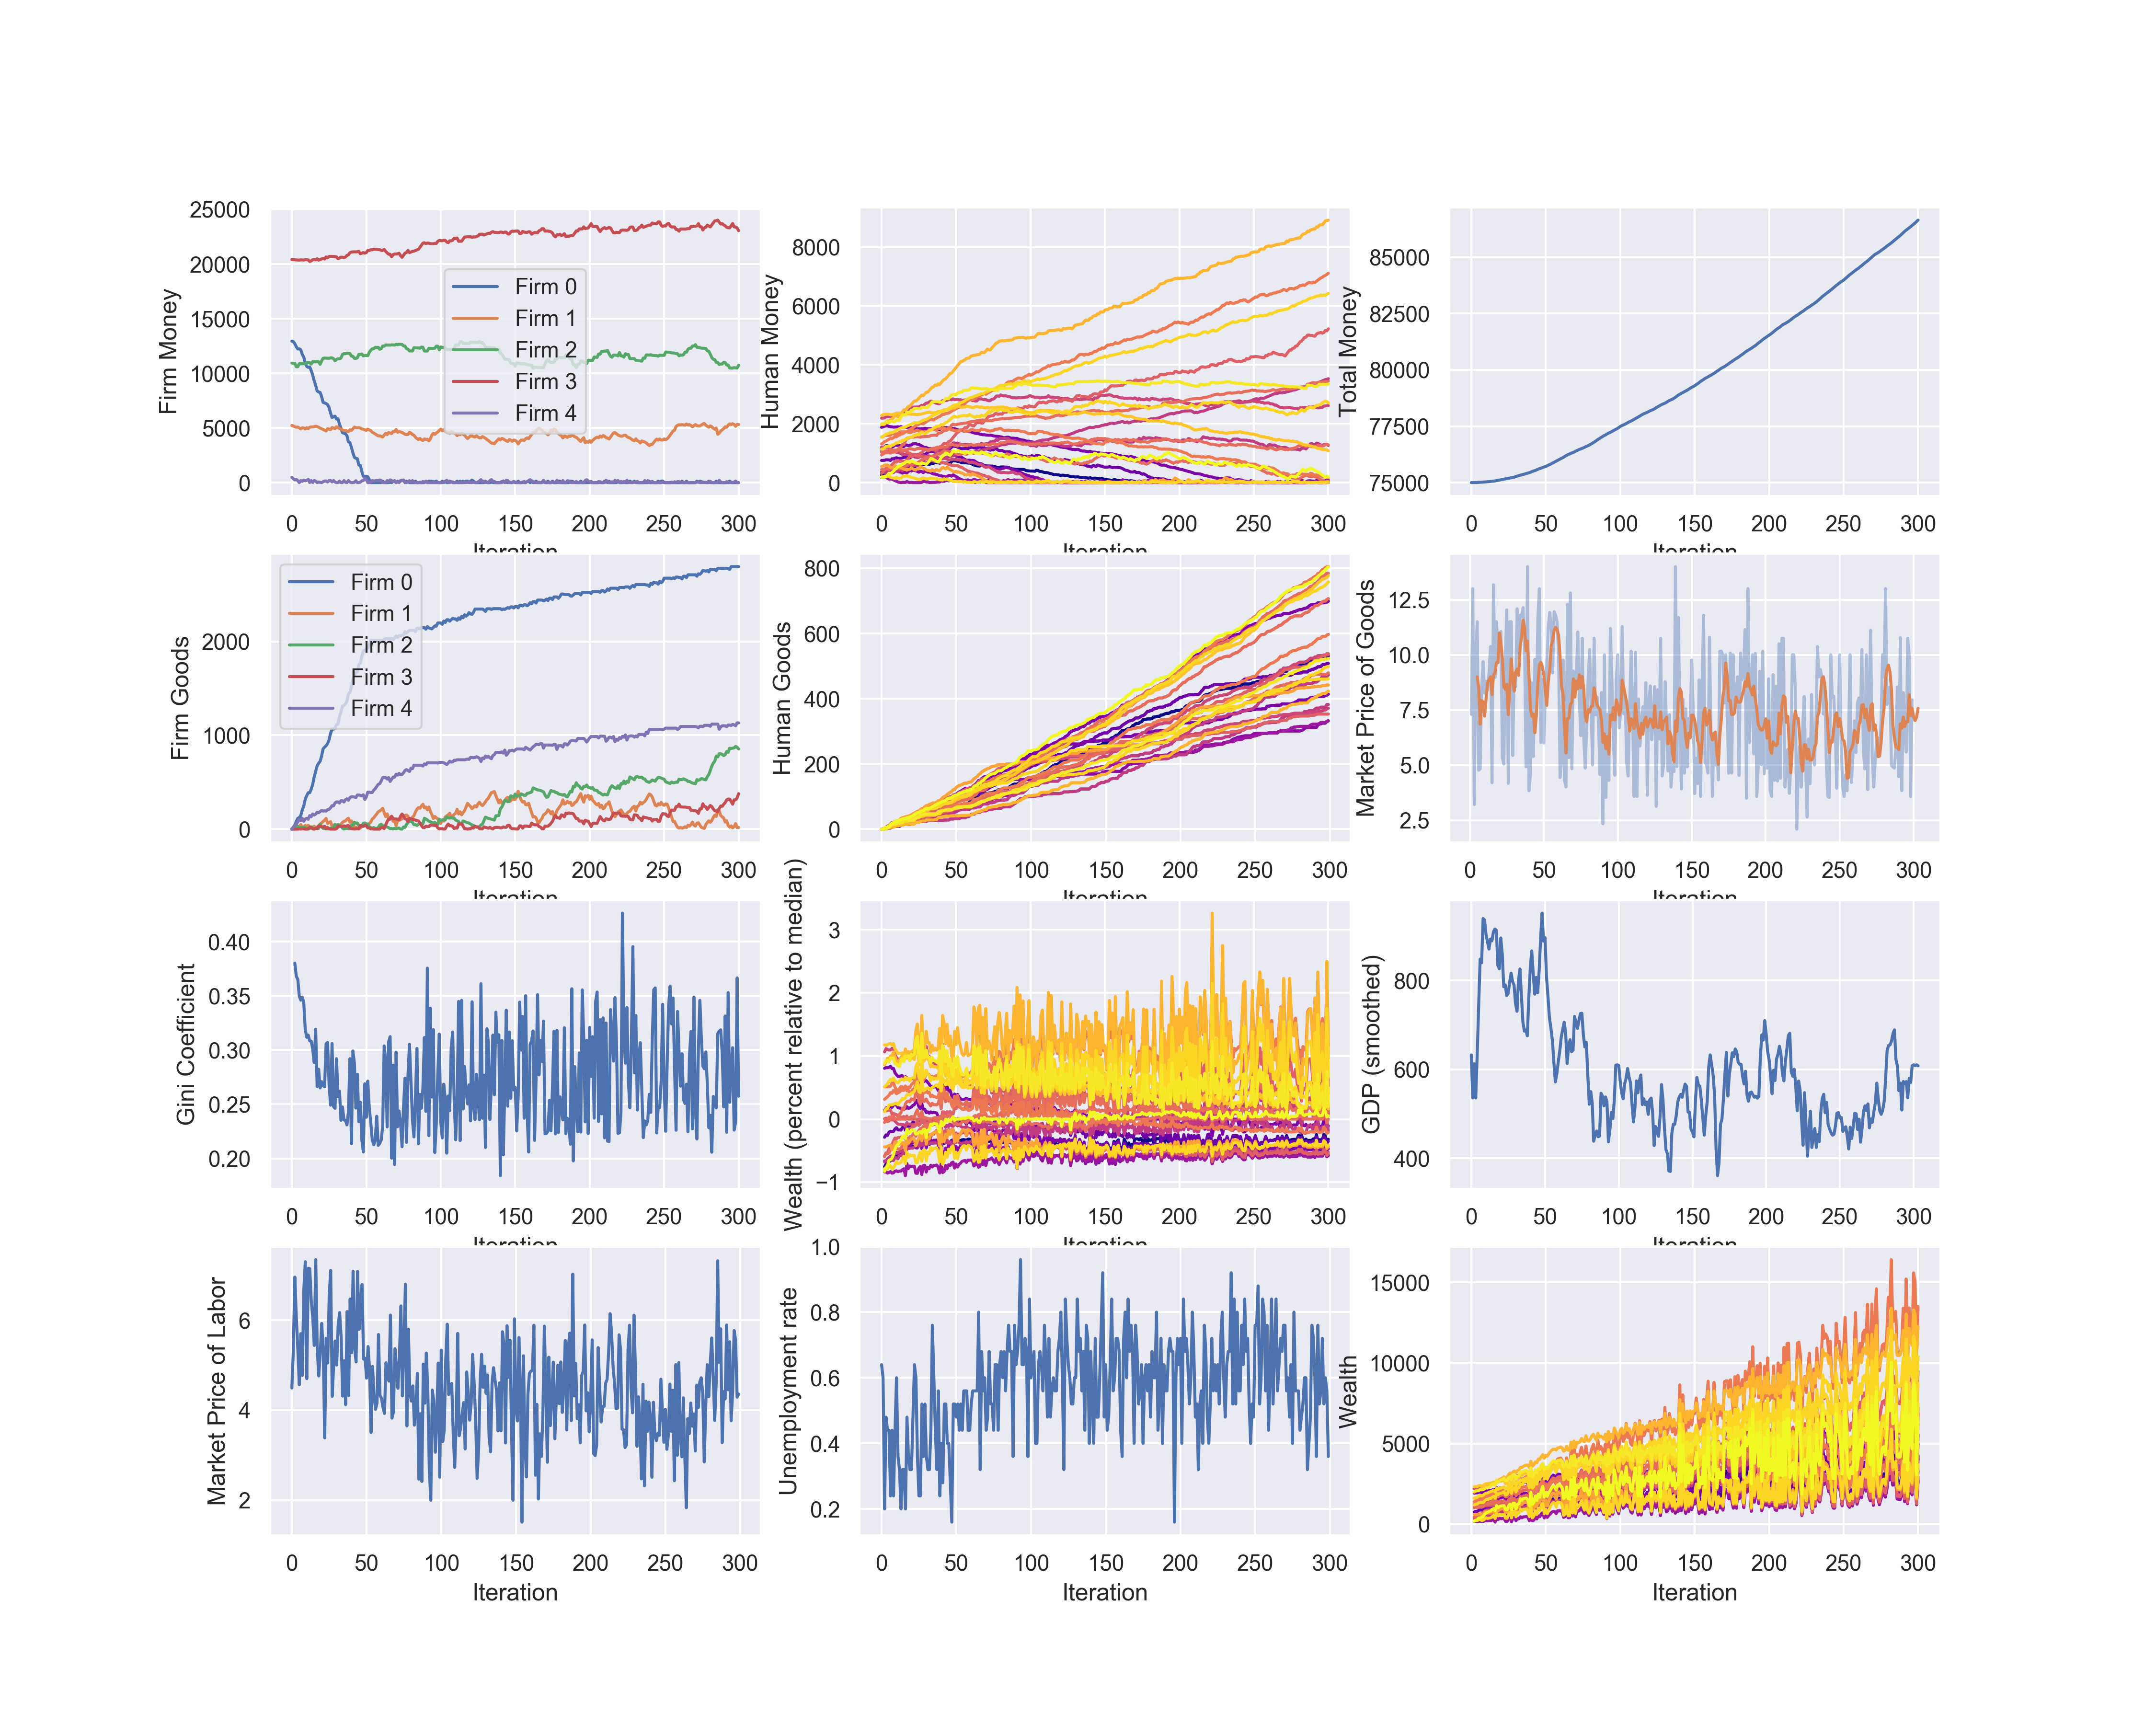 Firm Money
25000
20000
15000
10000
5000
0
Firm 0
Firm 1
Firm 2
Firm 3
Firm 4
0 50 100 150 200 250 300
Iteration
Human Money
8000
6000
4000
2000
0
0 50 100 150 200 250 300
Iteration
Total Money
85000
82500
80000
77500
75000
0 50 100 150 200 250 300
Iteration
Firm Goods
2000
1000
0
Firm 0
Firm 1
Firm 2
Firm 3
Firm 4
0 50 100 150 200 250 300
Iteration
Human Goods
800
600
400
200
0
0 50 100 150 200 250 300
Iteration
Market Price of Goods
12.5
10.0
7.5
5.0
2.5
0 50 100 150 200 250 300
Iteration
Gini Coefficient
0.40
0.35
0.30
0.25
0.20
0 50 100 150 200 250 300
Iteration
Wealth (percent relative to median)
3
2
1
0
−1
0 50 100 150 200 250 300
Iteration
GDP (smoothed)
800
600
400
0 50 100 150 200 250 300
Iteration
Market Price of Labor
6
4
2
0 50 100 150 200 250 300
Iteration
Unemployment rate
1.0
0.8
0.6
0.4
0.2
0 50 100 150 200 250 300
Iteration
Wealth
15000
10000
5000
0
0 50 100 150 200 250 300
Iteration